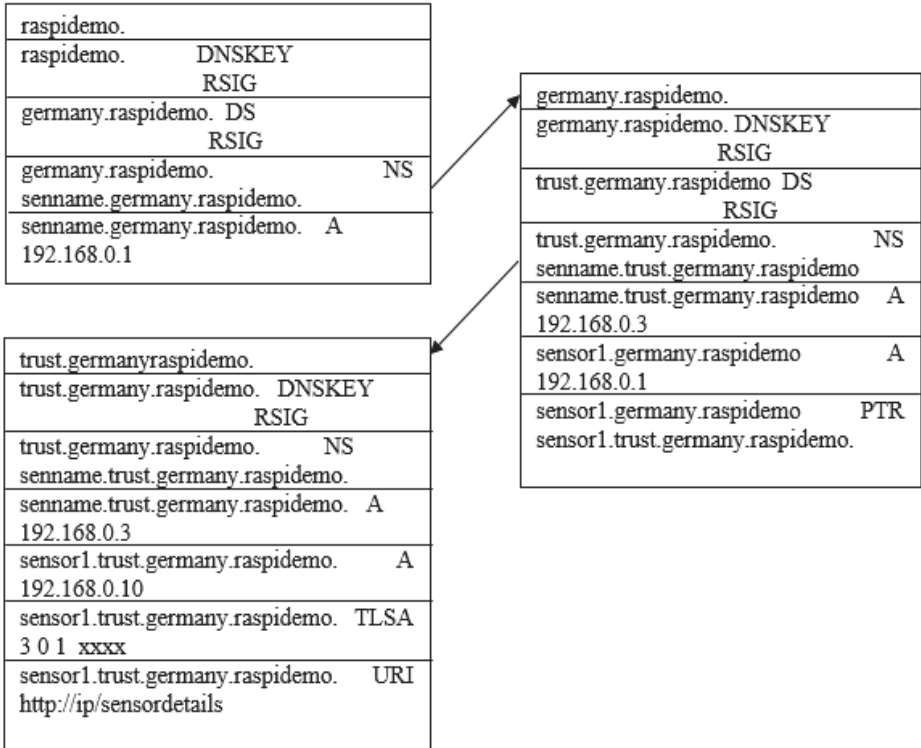 raspidemo.
raspidemo. DNSKEY
RSIG
germany.raspidemo. DS
RSIG
germany.raspidemo. NS
senname.germany.raspidemo.
senname.germany.raspidemo. A
192.168.0.1
germany.raspidemo.
germany.raspidemo. DNSKEY
RSIG
trust.germany.raspidemo DS
RSIG
trust.germany.raspidemo. NS
senname.trust.germany.raspidemo
senname.trust.germany.raspidemo A
192.168.0.3
sensor1.germany.raspidemo A
192.168.0.1
sensor1.germany.raspidemo PTR
sensor1.trust.germany.raspidemo.
trust.germanyraspidemo.
trust.germany.raspidemo. DNSKEY
RSIG
trust.germany.raspidemo. NS
senname.trust.germany.raspidemo.
senname.trust.germany.raspidemo. A
192.168.0.3
sensor1.trust.germany.raspidemo. A
192.168.0.10
sensor1.trust.germany.raspidemo. TLSA
3 0 1 xxxx
sensor1.trust.germany.raspidemo. URI
http://ip/sensordetails